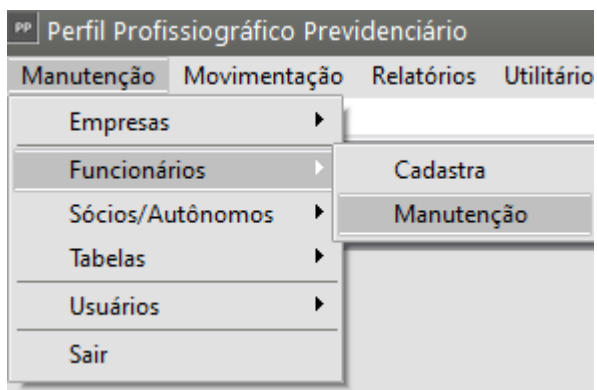 PP Perfil Profissiográfico Previdenciário
Manutenção Movimentação Relatórios Utilitário
Empresas
Funcionários
Cadastra
Sócios/Autônomos
Manutenção
Tabelas
Usuários
Sair